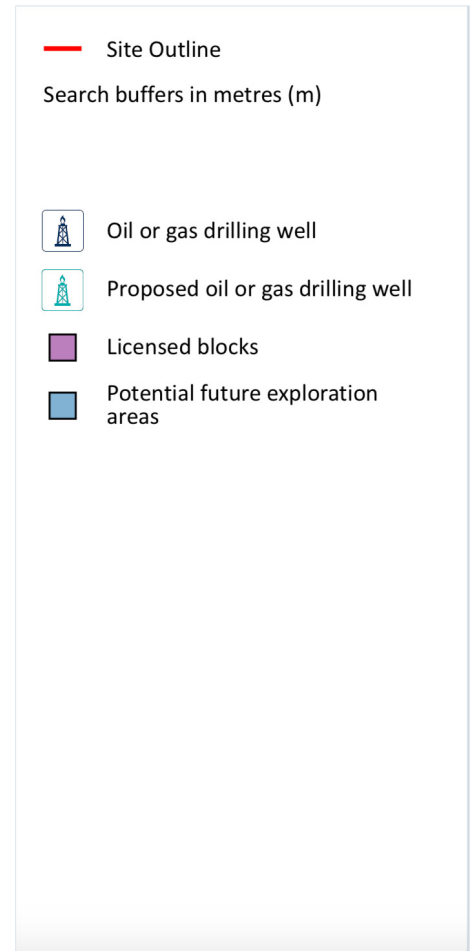 Site Outline
Search buffers in metres (m)
Oil or gas drilling well
Proposed oil or gas drilling well
Licensed blocks
Potential future exploration
areas